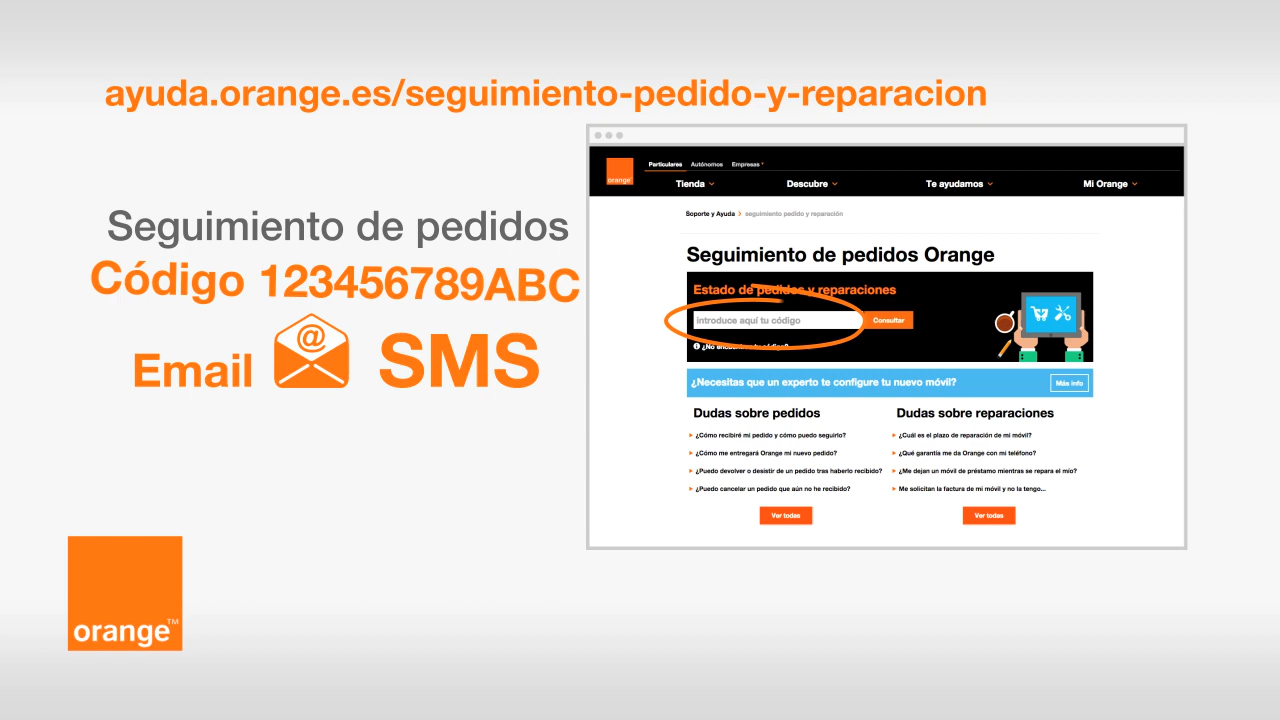 ayuda.orange.es/seguimiento-pedido-y-reparacion
Seguimiento de pedidos
Código 123456789ABC
Email @ SMS
orange™
Particulares Autónomos Empresas
orange
Tienda Descubre Te ayudamos Mi Orange
Soporte y Ayuda > seguimiento pedido y reparación
Seguimiento de pedidos Orange
Estado de pedidos y reparaciones
introduce aquí tu código Consultar
¿No encuentro tu código?
¿Necesitas que un experto te configure tu nuevo móvil? Más info
Dudas sobre pedidos
¿Cómo recibiré mi pedido y cómo puedo seguirlo?
¿Cómo me entregará Orange mi nuevo pedido?
¿Puedo devolver o desistir de un pedido tras haberlo recibido?
¿Puedo cancelar un pedido que aún no he recibido?
Ver todas
Dudas sobre reparaciones
¿Cuál es el plazo de reparación de mi móvil?
¿Qué garantía me da Orange con mi teléfono?
¿Me dejan un móvil de préstamo mientras se repara el mío?
Me solicitan la factura de mi móvil y no la tengo...
Ver todas